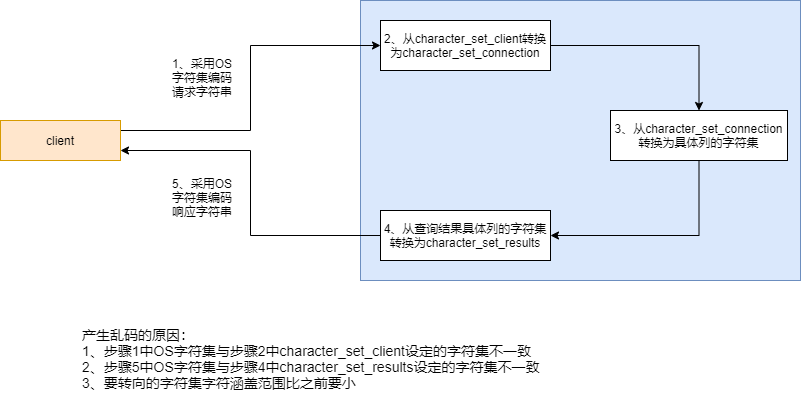 1、采用OS
字符集编码
请求字符串
2、从character_set_client转换
为character_set_connection
client
3、从character_set_connection
转换为具体列的字符集
5、采用OS
字符集编码
响应字符串
4、从查询结果具体列的字符集
转换为character_set_results
产生乱码的原因：
1、步骤1中OS字符集与步骤2中character_set_client设定的字符集不一致
2、步骤5中OS字符集与步骤4中character_set_results设定的字符集不一致
3、要转向的字符集字符涵盖范围比之前要小